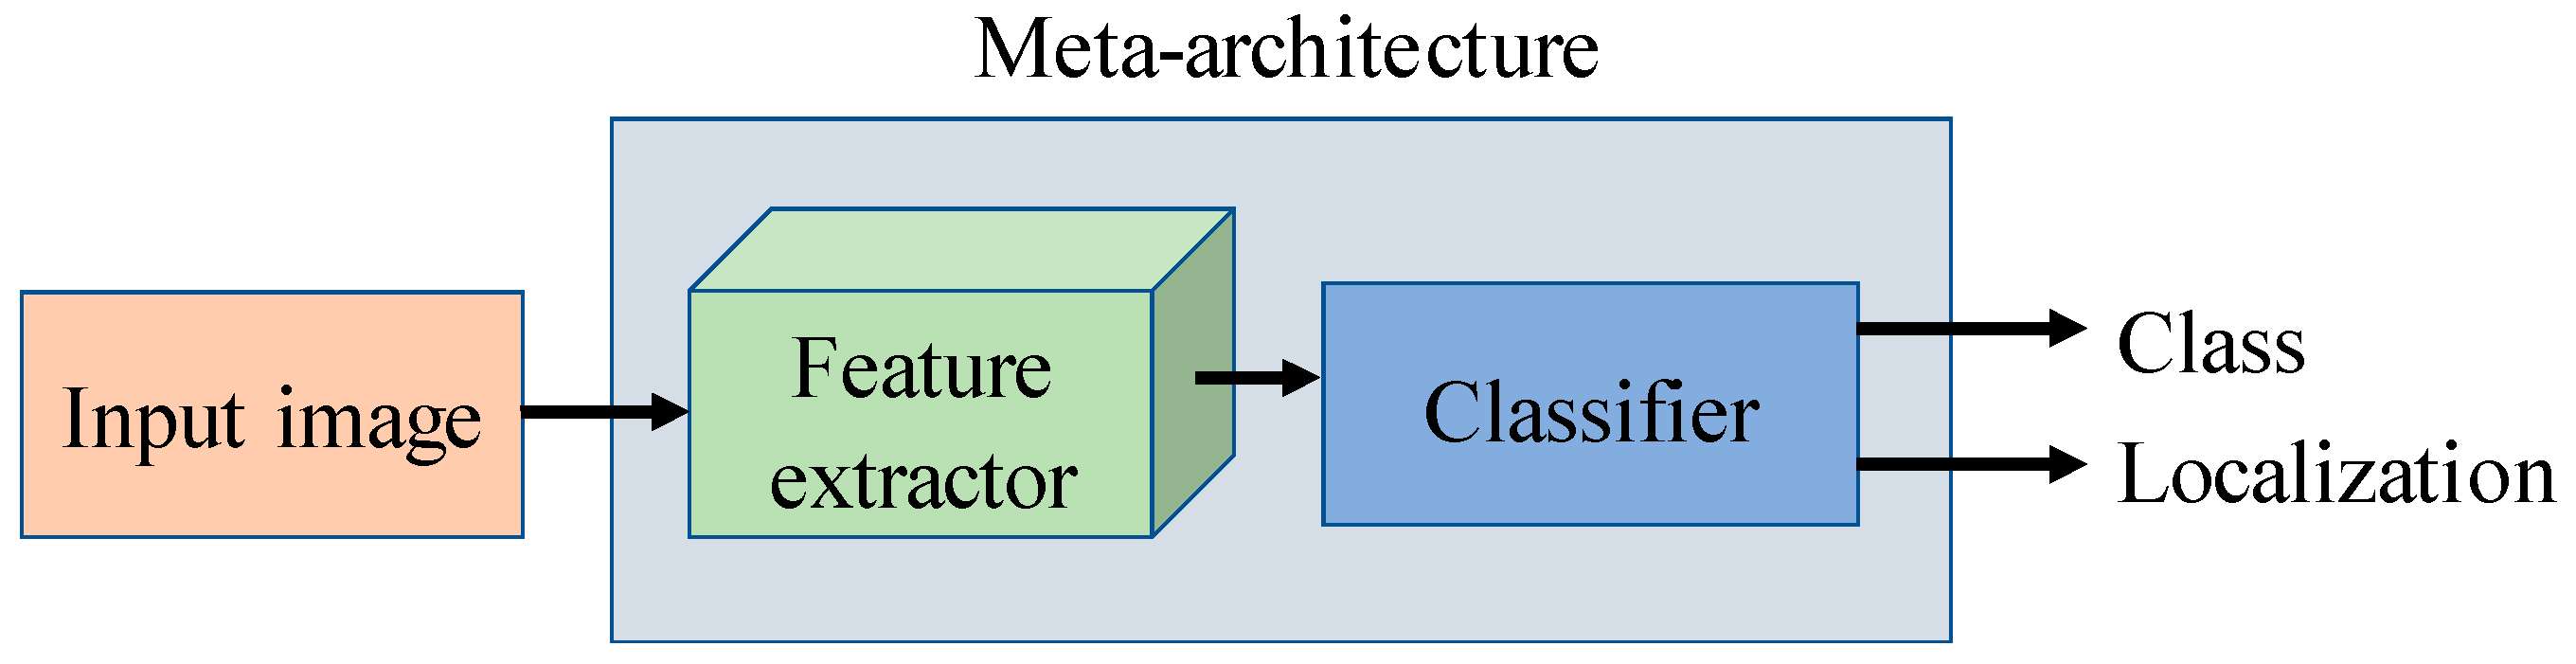 Meta-architecture
Input image
Feature
extractor
Classifier
Class
Localization